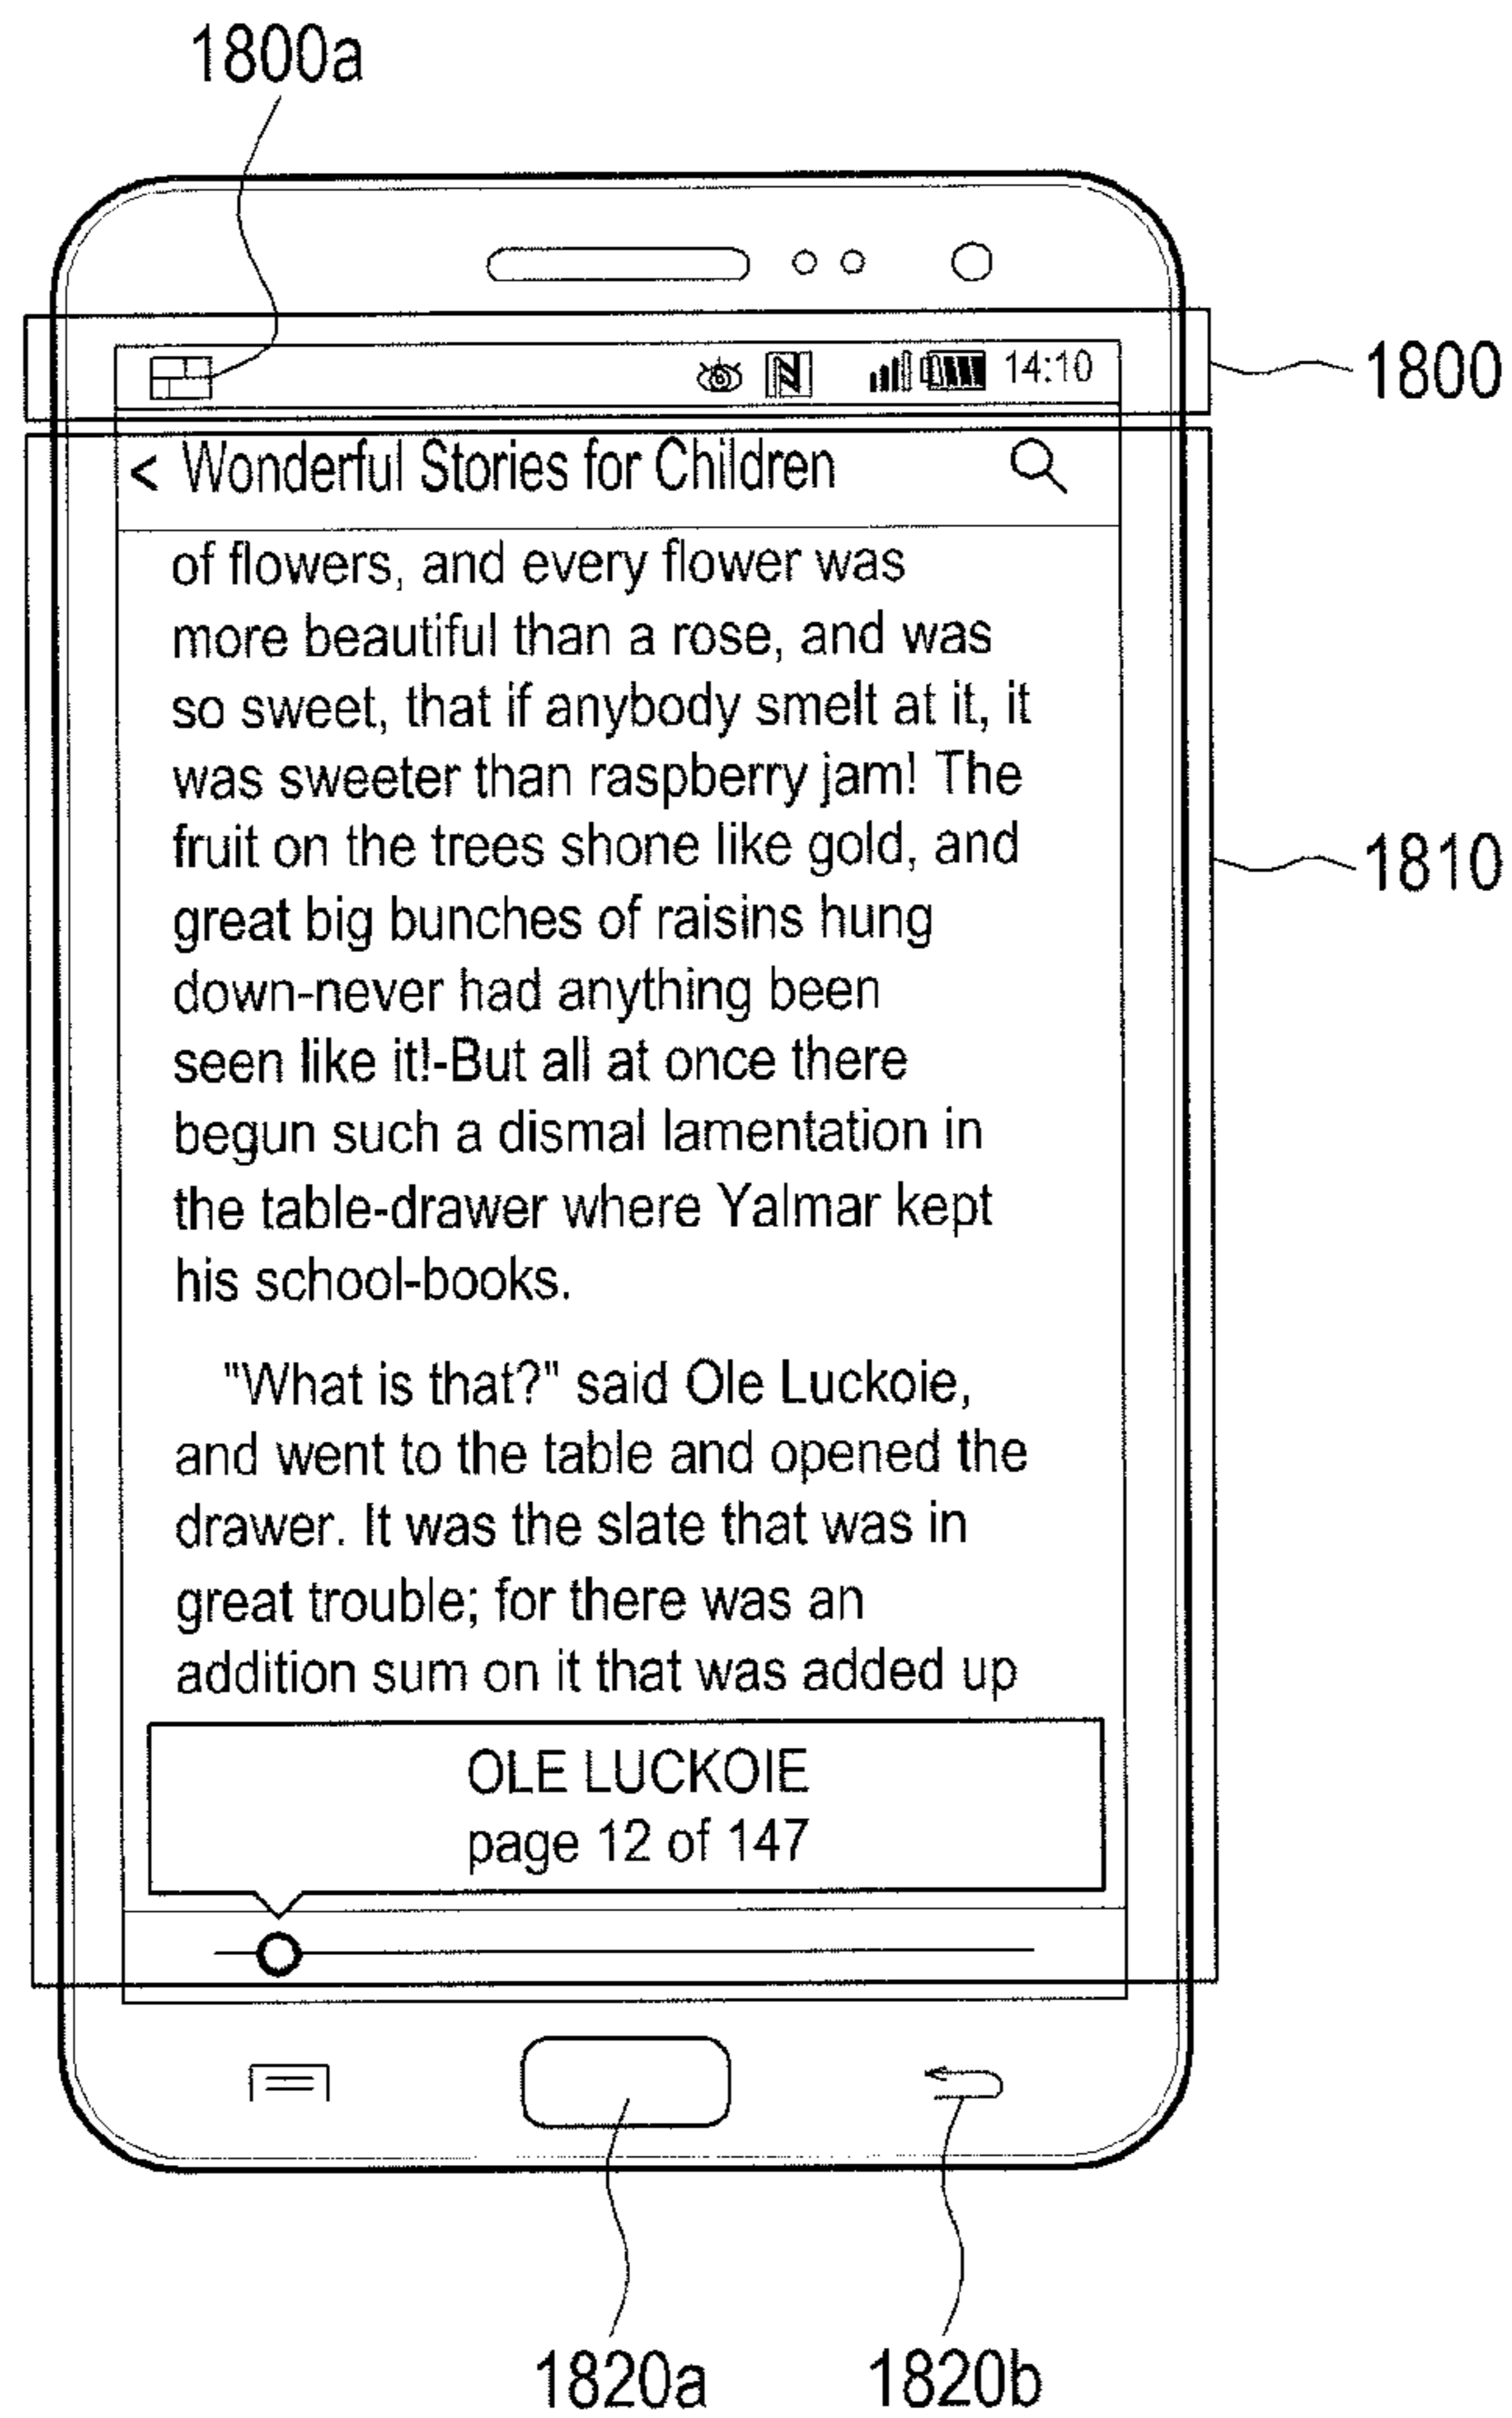 1800a
14:10
1800
< Wonderful Stories for Children
of flowers, and every flower was
more beautiful than a rose, and was
so sweet, that if anybody smelt at it, it
was sweeter than raspberry jam! The
fruit on the trees shone like gold, and
1810
great big bunches of raisins hung
down-never had anything been
seen like it!-But all at once there
begun such a dismal lamentation in
the table-drawer where Yalmar kept
his school-books.
"What is that?" said Ole Luckoie,
and went to the table and opened the
drawer. It was the slate that was in
great trouble; for there was an
addition sum on it that was added up
OLE LUCKOIE
page 12 of 147
1820a
1820b